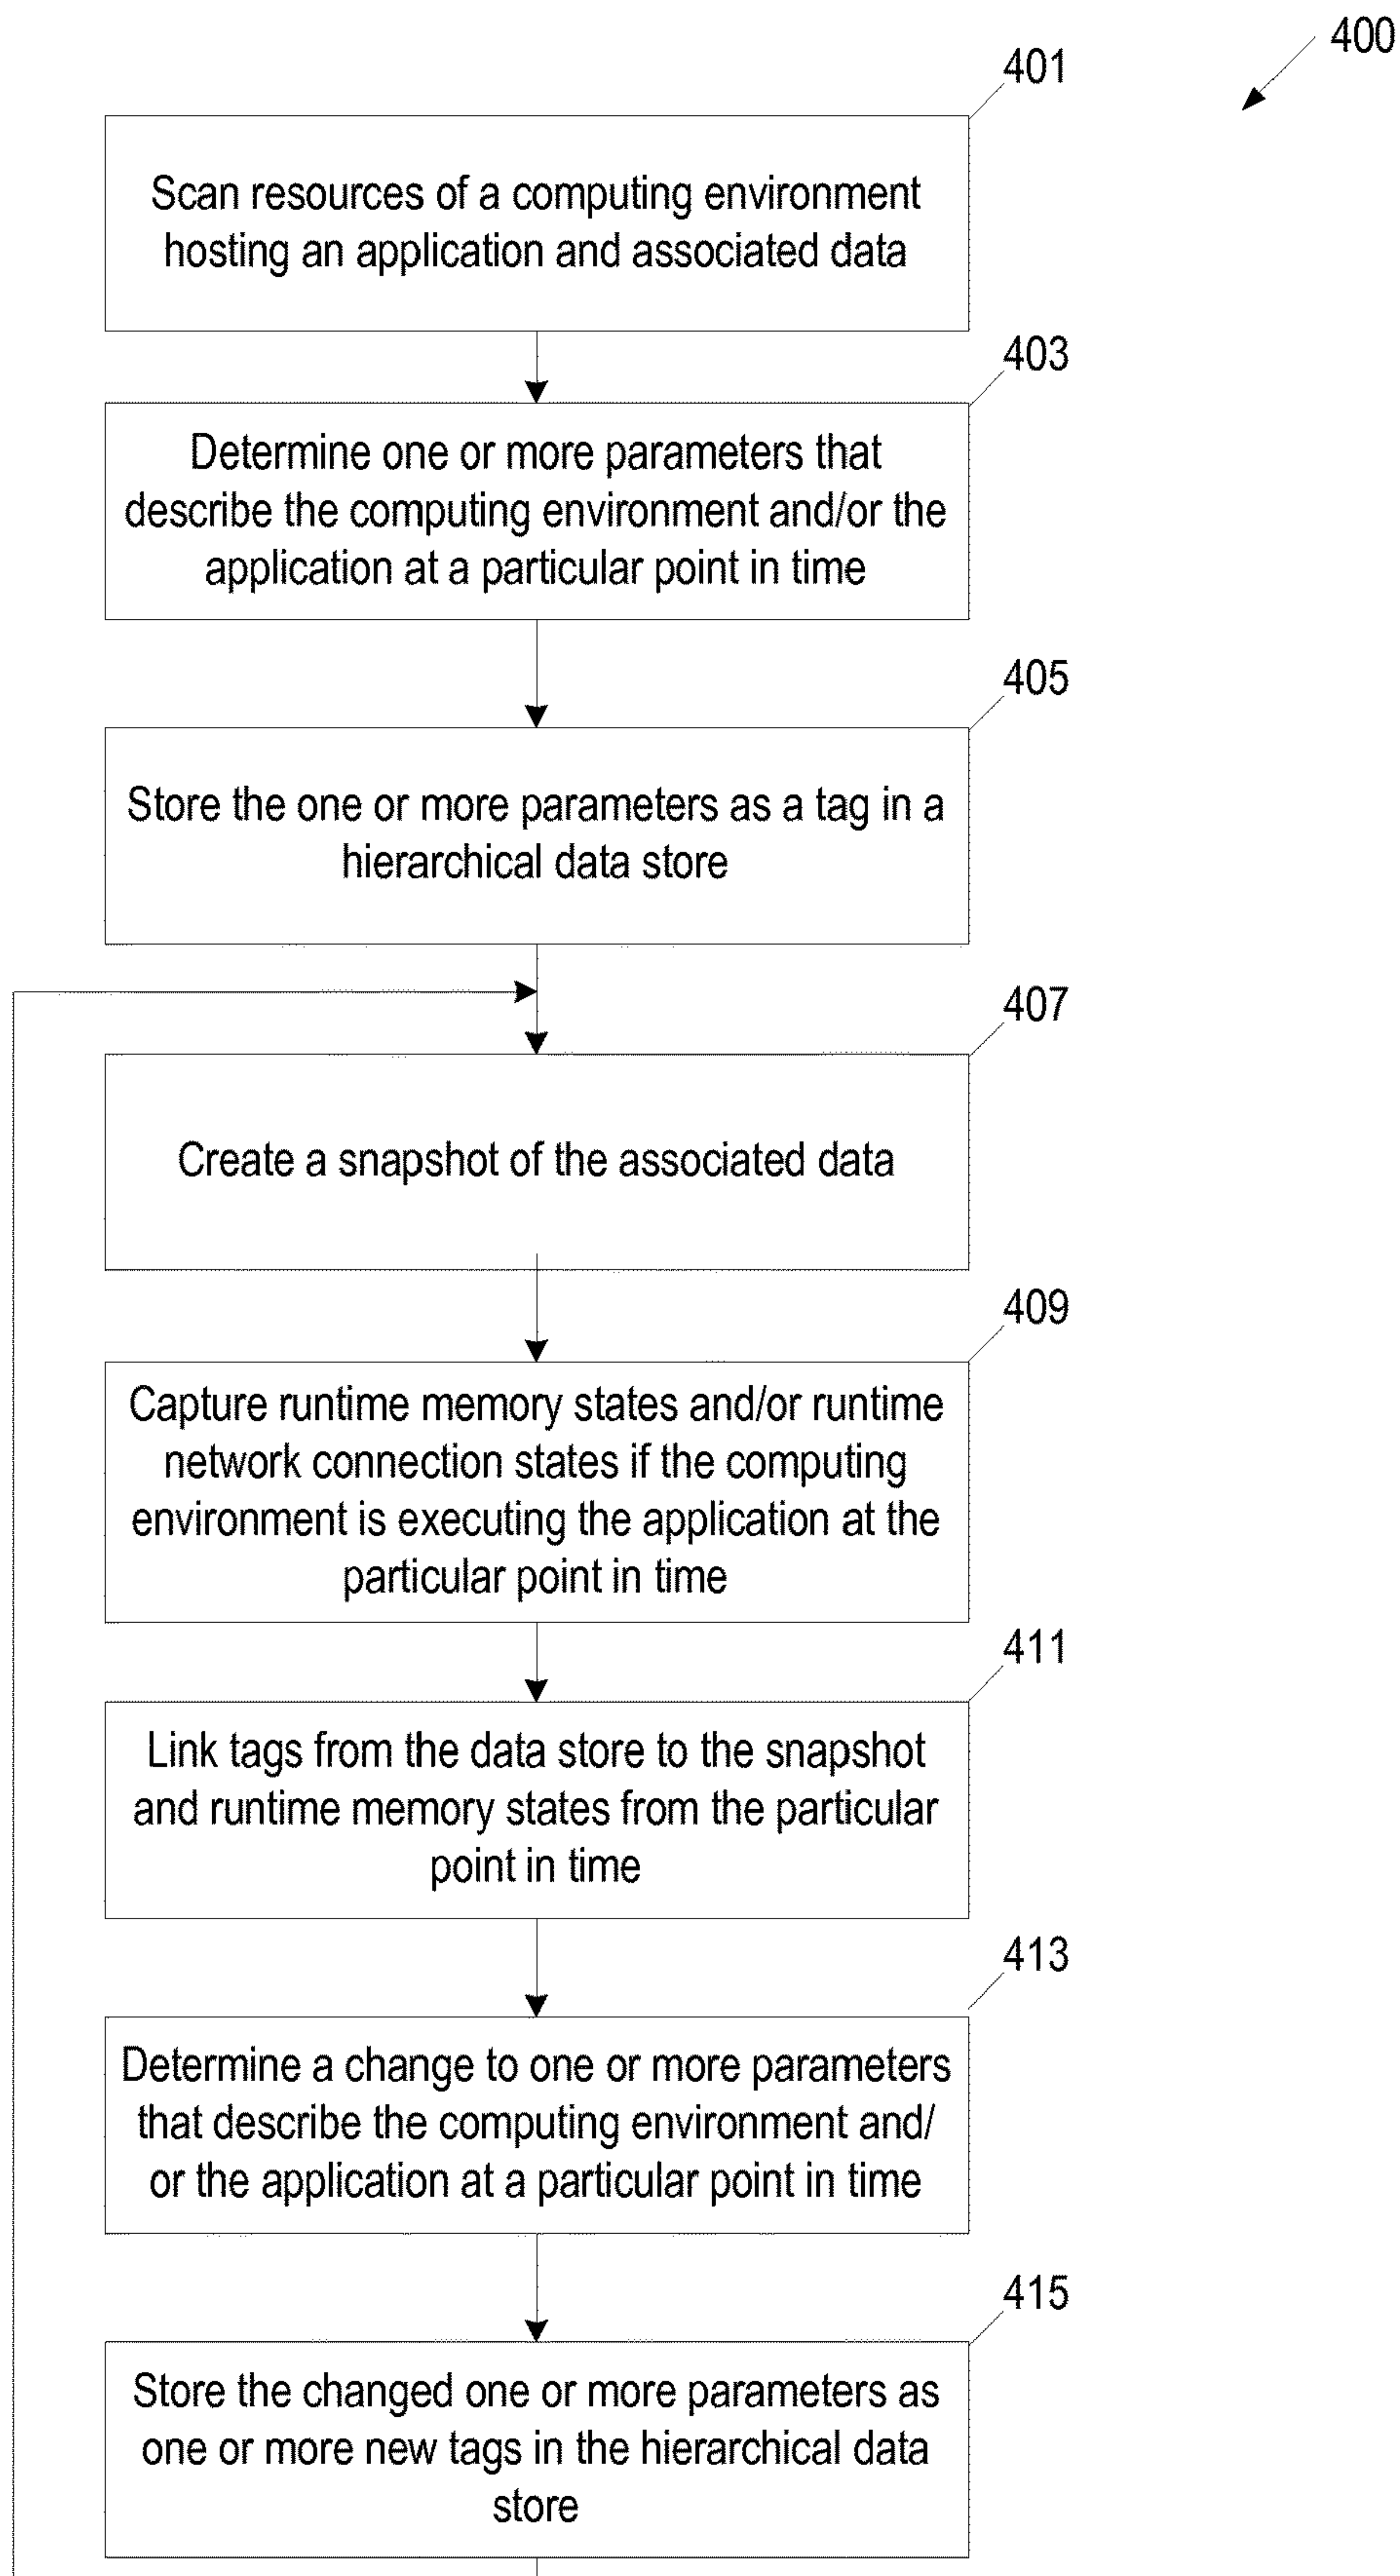 400
401
Scan resources of a computing environment
hosting an application and associated data
403
Determine one or more parameters that
describe the computing environment and/or the
application at a particular point in time
405
Store the one or more parameters as a tag in a
hierarchical data store
407
Create a snapshot of the associated data
409
Capture runtime memory states and/or runtime
network connection states if the computing
environment is executing the application at the
particular point in time
411
Link tags from the data store to the snapshot
and runtime memory states from the particular
point in time
413
Determine a change to one or more parameters
that describe the computing environment and/
or the application at a particular point in time
415
Store the changed one or more parameters as
one or more new tags in the hierarchical data
store